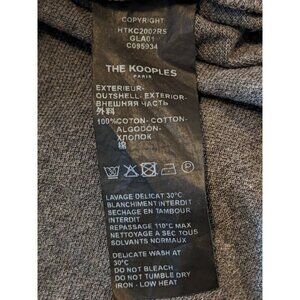 COPYRIGHT
HTKC2002RS
GLA01
C095934
THE KOOPLES
PARIS
EXTERIEUR-
OUTSHELL- EXTERIOR-
ВНЕШНЯЯ ЧАСТЬ
外料
100%COTON- COTTON-
ALGODÓN-
ХЛОПОК
棉
LAVAGE DELICAT 30°C
BLANCHIMENT INTERDIT
SECHAGE EN TAMBOUR
INTERDIT
REPASSAGE 110°C MAX
NETTOYAGE A SEC TOUS
SOLVANTS NORMAUX
DELICATE WASH AT
30°C
DO NOT BLEACH
DO NOT TUMBLE DRY
IRON - LOW HEAT